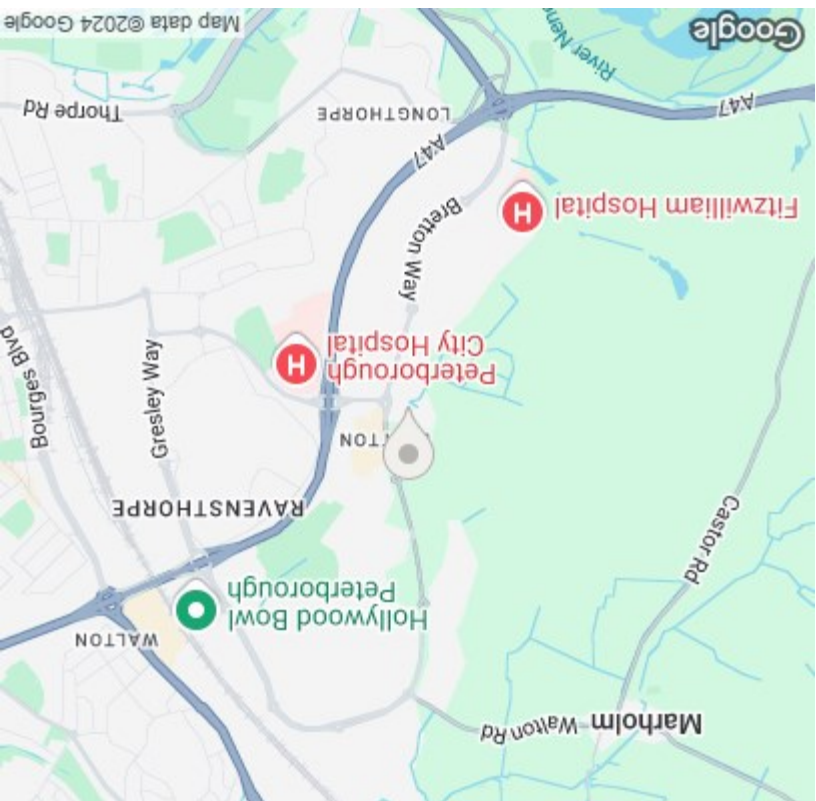 Marholm
Walton Rd
WALTON
Hollywood Bowl
Peterborough
Castor Rd
RAVENSTHORPE
TTON
Gresley Way
Bourges Blvd
Peterborough
City Hospital
Bretton Way
Fitzwilliam Hospital
A47
A47
LONGTHORPE
Thorpe Rd
River Nene
Google
Map data ©2024 Google